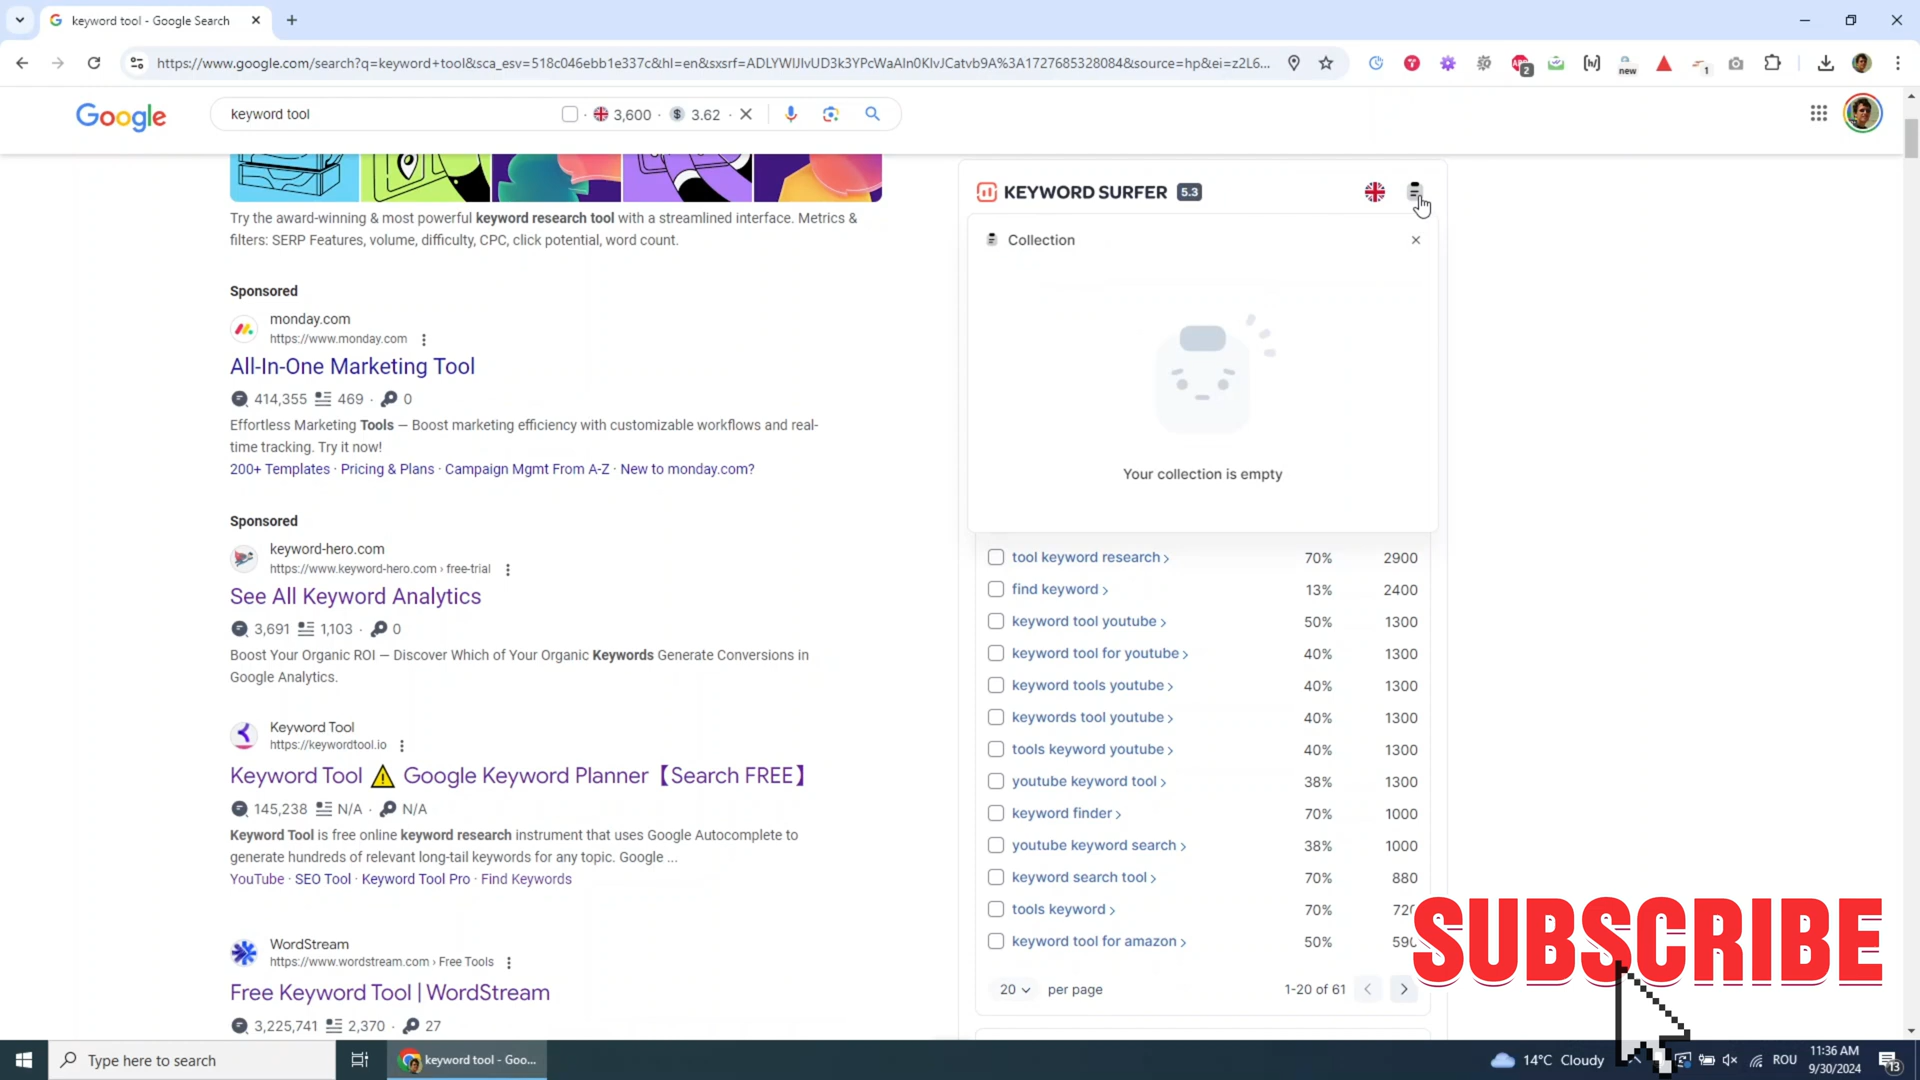 keyword tool - Google Search
https://www.google.com/search?q=keyword+tool&sca_esv=518c046ebb1e337c&hl=en&sxsrf=ADLYWIJIvUD3k3YPcWaAln0KlvJCatvb9A%3A1727685328084&source=hp&ei=z2L6...
2
new
1
Google
keyword tool
3,600 · 3.62 ·
Try the award-winning & most powerful keyword research tool with a streamlined interface. Metrics &
filters: SERP Features, volume, difficulty, CPC, click potential, word count.
Sponsored
monday.com
https://www.monday.com
All-In-One Marketing Tool
414,355 469 · 0
Effortless Marketing Tools — Boost marketing efficiency with customizable workflows and real-
time tracking. Try it now!
200+ Templates · Pricing & Plans · Campaign Mgmt From A-Z · New to monday.com?
Sponsored
keyword-hero.com
https://www.keyword-hero.com › free-trial
See All Keyword Analytics
3,691 1,103 · 0
Boost Your Organic ROI — Discover Which of Your Organic Keywords Generate Conversions in
Google Analytics.
Keyword Tool
https://keywordtool.io
Keyword Tool ⚠ Google Keyword Planner【Search FREE】
145,238 N/A · N/A
Keyword Tool is free online keyword research instrument that uses Google Autocomplete to
generate hundreds of relevant long-tail keywords for any topic. Google ...
YouTube · SEO Tool · Keyword Tool Pro · Find Keywords
WordStream
https://www.wordstream.com › Free Tools
Free Keyword Tool | WordStream
3,225,741 2,370 · 27
KEYWORD SURFER 5.3
Collection
Your collection is empty
tool keyword research › 70% 2900
find keyword › 13% 2400
keyword tool youtube › 50% 1300
keyword tool for youtube › 40% 1300
keyword tools youtube › 40% 1300
keywords tool youtube › 40% 1300
tools keyword youtube › 40% 1300
youtube keyword tool › 38% 1300
keyword finder › 70% 1000
youtube keyword search › 38% 1000
keyword search tool › 70% 880
tools keyword › 70% 720
keyword tool for amazon › 50% 590
20 per page 1-20 of 61
SUBSCRIBE
Type here to search
keyword tool - Goo...
14°C Cloudy
ROU
11:36 AM
9/30/2024
13